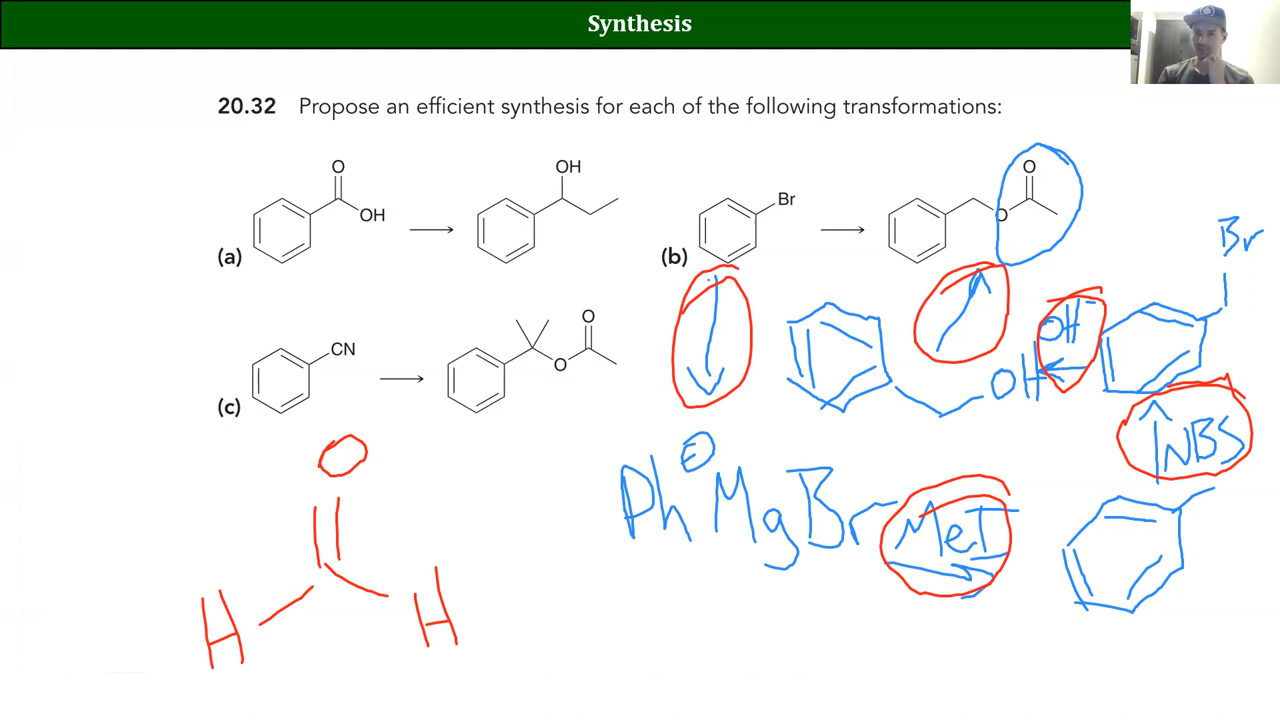 Synthesis
20.32 Propose an efficient synthesis for each of the following transformations:
(a)
O
OH
OH
(b)
Br
O
O
(c)
CN
O
O
Br
OH⁻
OH
NBS
Ph⊖MgBr
MeI
O
H
H